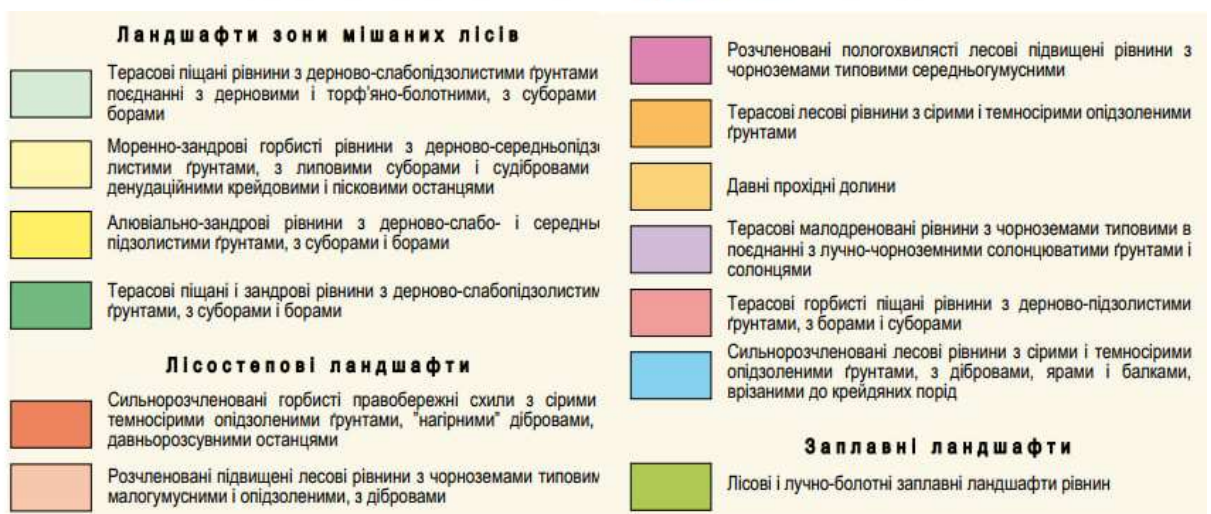 Ландшафти зони мішаних лісів
Терасові піщані рівнини з дерново-слабопідзолистими ґрунтами
поєднанні з дерновими і торф'яно-болотними, з суборами
борами
Моренно-зандрові горбисті рівнини з дерново-середньопідзо
листими ґрунтами, з липовими суборами і судібровами
денудаційними крейдовими і пісковими останцями
Алювіально-зандрові рівнини з дерново-слабо- і середнь
підзолистими ґрунтами, з суборами і борами
Терасові піщані і зандрові рівнини з дерново-слабопідзолистим
ґрунтами, з суборами і борами
Лісостепові ландшафти
Сильнорозчленовані горбисті правобережні схили з сірими
темносірими опідзоленими ґрунтами, "нагірними" дібровами,
давньорозсувними останцями
Розчленовані підвищені лесові рівнини з чорноземами типовим
малогумусними і опідзоленими, з дібровами
Розчленовані пологохвилясті лесові підвищені рівнини з
чорноземами типовими середньогумусними
Терасові лесові рівнини з сірими і темносірими опідзоленими
ґрунтами
Давні прохідні долини
Терасові малодреновані рівнини з чорноземами типовими в
поєднанні з лучно-чорноземними солонцюватими ґрунтами і
солонцями
Терасові горбисті піщані рівнини з дерново-підзолистими
ґрунтами, з борами і суборами
Сильнорозчленовані лесові рівнини з сірими і темносірими
опідзоленими ґрунтами, з дібровами, ярами і балками,
врізаними до крейдяних порід
Заплавні ландшафти
Лісові і лучно-болотні заплавні ландшафти рівнин